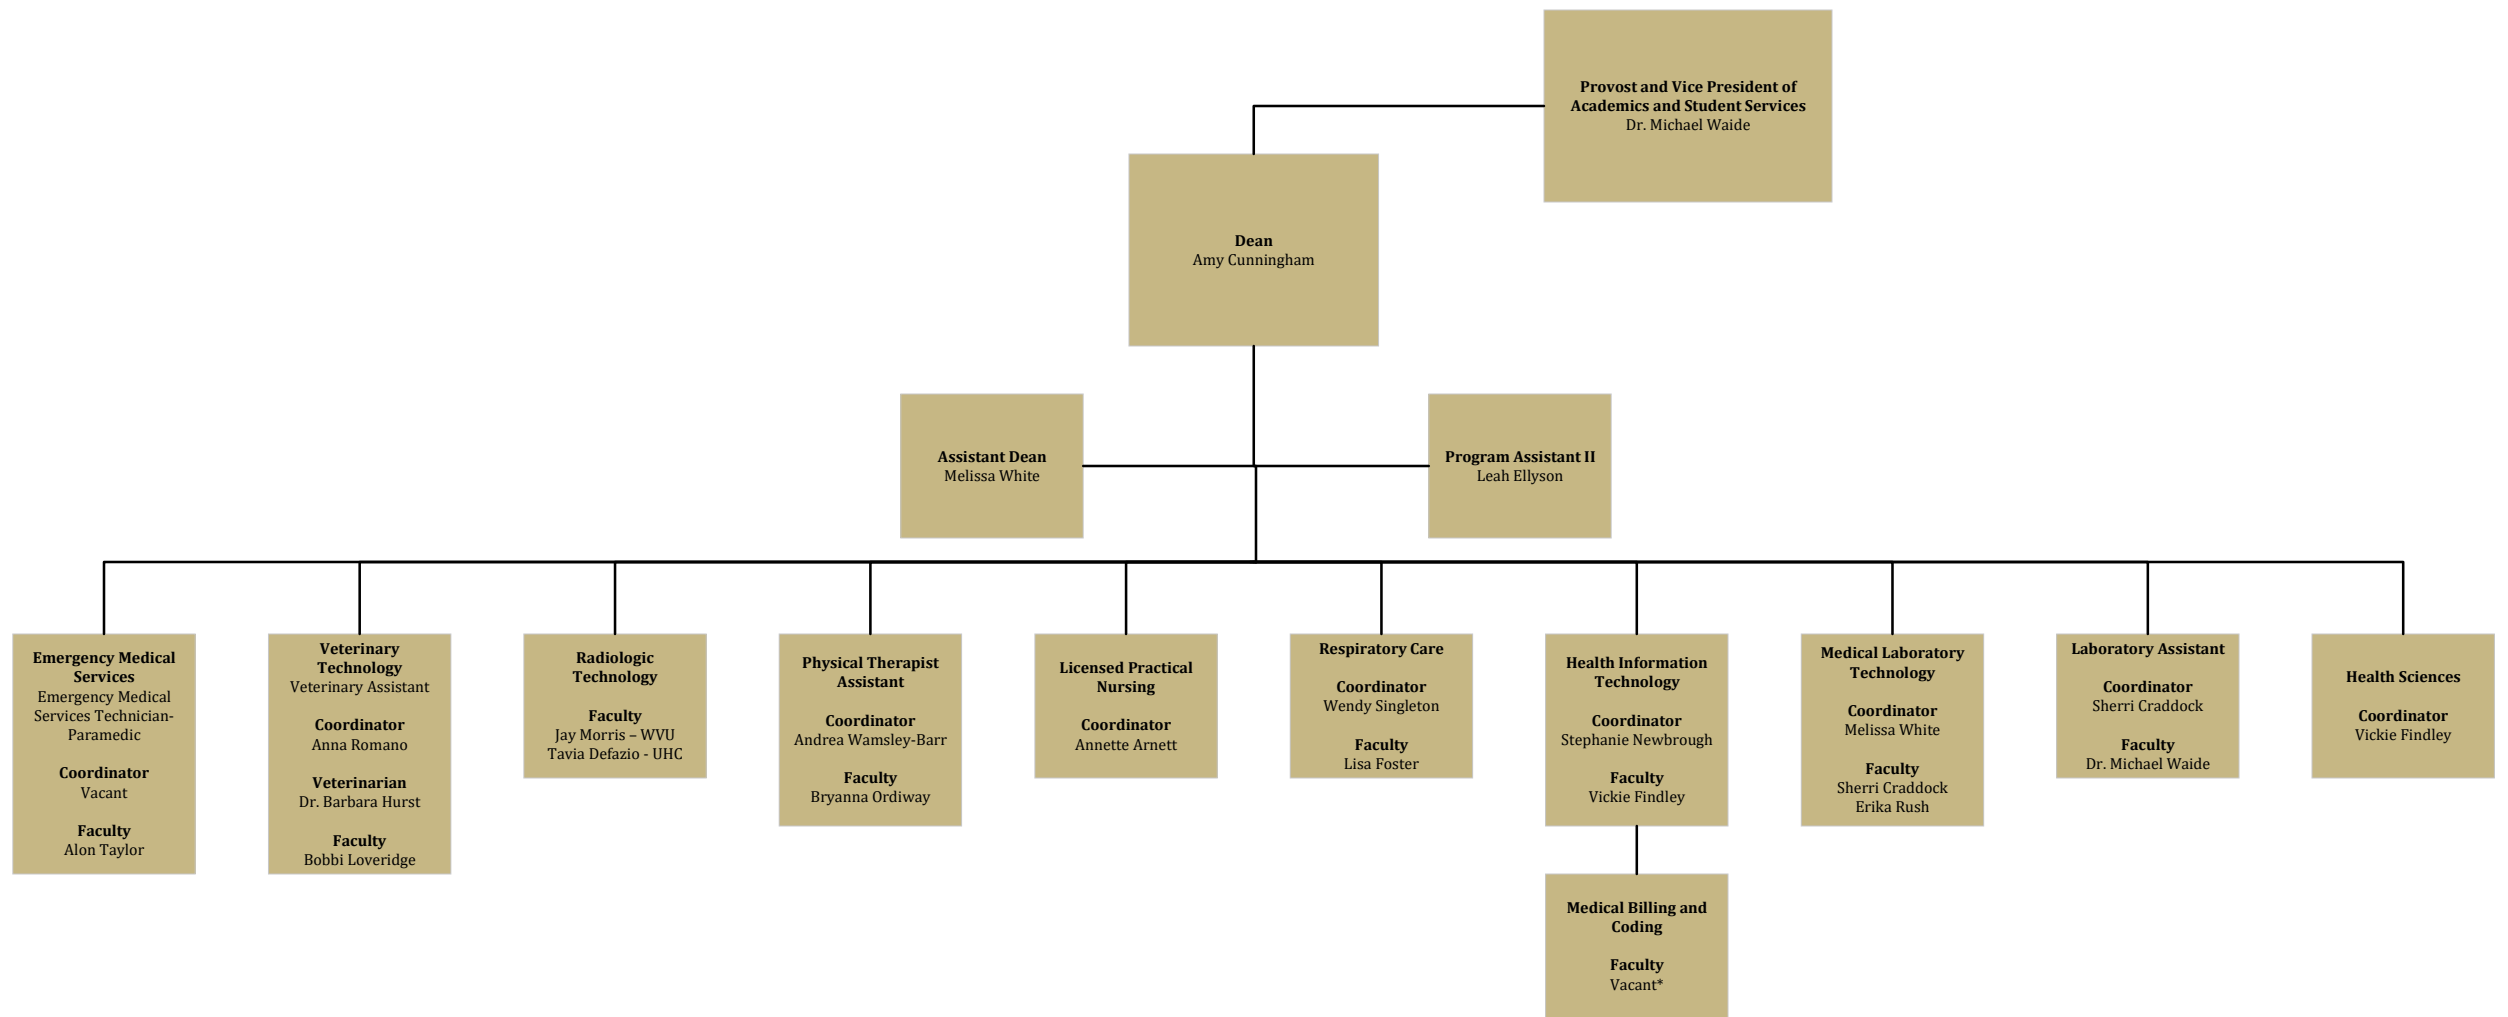 Provost and Vice President of
Academics and Student Services
Dr. Michael Waide
Dean
Amy Cunningham
Assistant Dean
Melissa White
Program Assistant II
Leah Ellyson
Emergency Medical
Services
Emergency Medical
Services Technician-
Paramedic
Coordinator
Vacant
Faculty
Alon Taylor
Veterinary
Technology
Veterinary Assistant
Coordinator
Anna Romano
Veterinarian
Dr. Barbara Hurst
Faculty
Bobbi Loveridge
Radiologic
Technology
Faculty
Jay Morris – WVU
Tavia Defazio - UHC
Physical Therapist
Assistant
Coordinator
Andrea Wamsley-Barr
Faculty
Bryanna Ordiway
Licensed Practical
Nursing
Coordinator
Annette Arnett
Respiratory Care
Coordinator
Wendy Singleton
Faculty
Lisa Foster
Health Information
Technology
Coordinator
Stephanie Newbrough
Faculty
Vickie Findley
Medical Billing and
Coding
Faculty
Vacant*
Medical Laboratory
Technology
Coordinator
Melissa White
Faculty
Sherri Craddock
Erika Rush
Laboratory Assistant
Coordinator
Sherri Craddock
Faculty
Dr. Michael Waide
Health Sciences
Coordinator
Vickie Findley